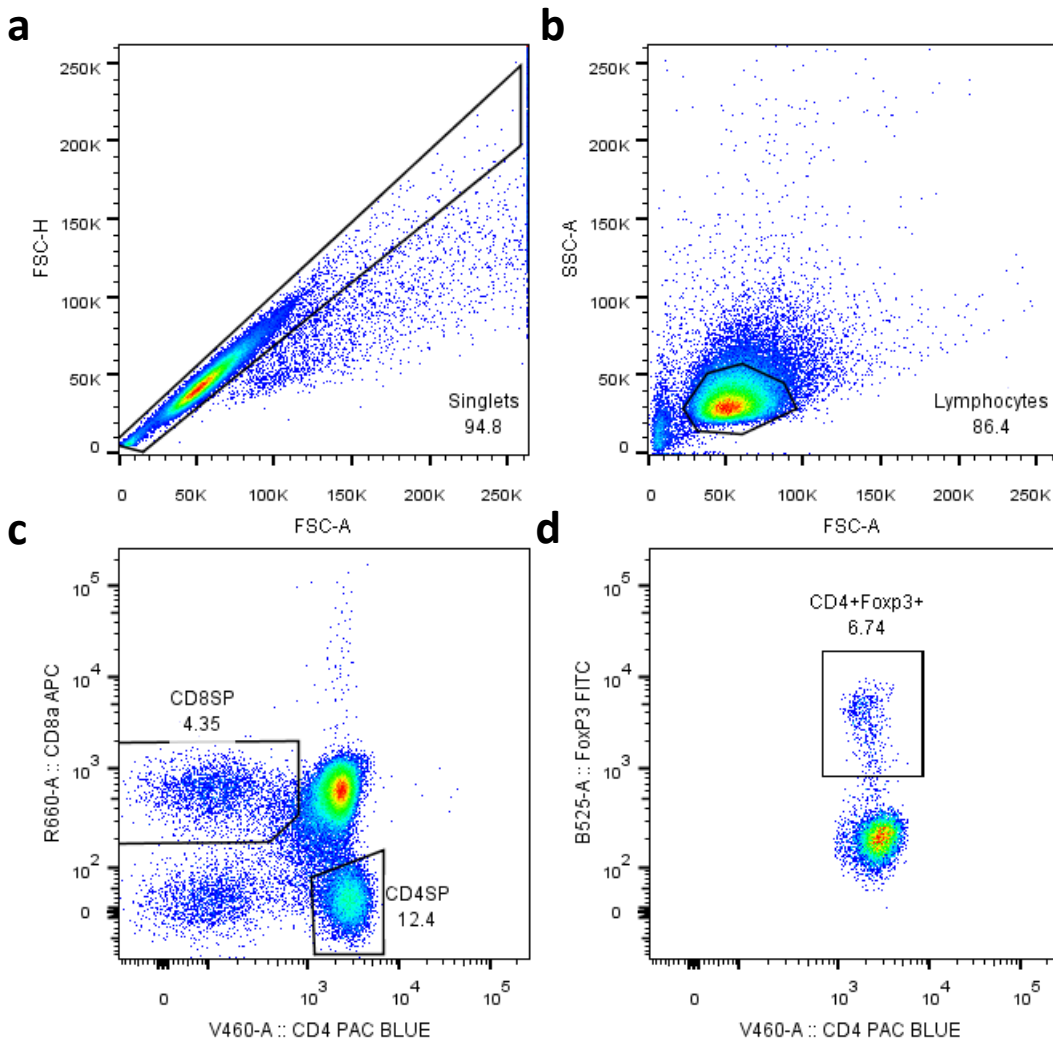 a
250K
200K
150K
100K
50K
0
FSC-H
Singlets
94.8
0
50K
100K
150K
200K
250K
FSC-A
b
250K
200K
150K
100K
50K
0
SSC-A
Lymphocytes
86.4
0
50K
100K
150K
200K
250K
FSC-A
c
10^5
10^4
10^3
10^2
0
R660-A :: CD8a APC
CD8SP
4.35
CD4SP
12.4
0
10^3
10^4
10^5
V460-A :: CD4 PAC BLUE
d
10^5
10^4
10^3
10^2
0
B525-A :: FoxP3 FITC
CD4+Foxp3+
6.74
0
10^3
10^4
10^5
V460-A :: CD4 PAC BLUE